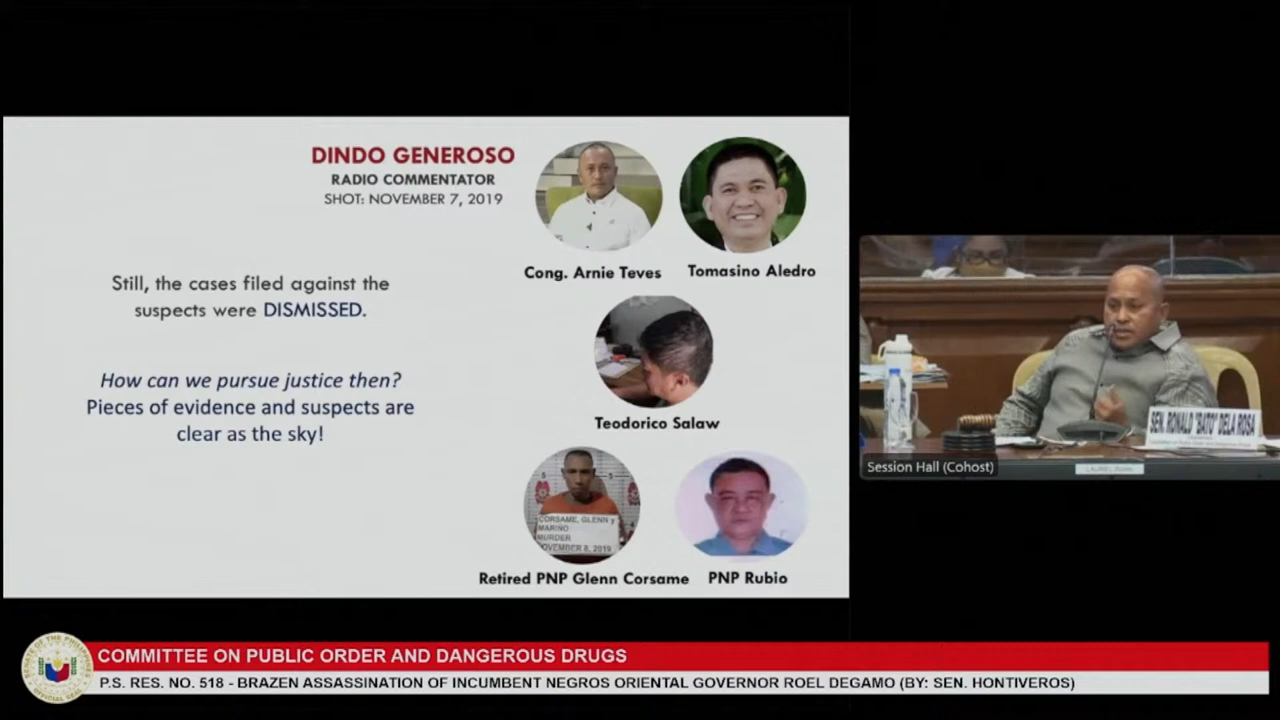 DINDO GENEROSO
RADIO COMMENTATOR
SHOT: NOVEMBER 7, 2019
Still, the cases filed against the
suspects were DISMISSED.
How can we pursue justice then?
Pieces of evidence and suspects are
clear as the sky!
Cong. Arnie Teves
Tomasino Aledro
Teodorico Salaw
CORSAME, GLENN y
MARIÑO
MURDER
NOVEMBER 8, 2019
Retired PNP Glenn Corsame
PNP Rubio
SEN. RONALD "BATO" DELA ROSA
Session Hall (Cohost)
COMMITTEE ON PUBLIC ORDER AND DANGEROUS DRUGS
P.S. RES. NO. 518 - BRAZEN ASSASSINATION OF INCUMBENT NEGROS ORIENTAL GOVERNOR ROEL DEGAMO (BY: SEN. HONTIVEROS)